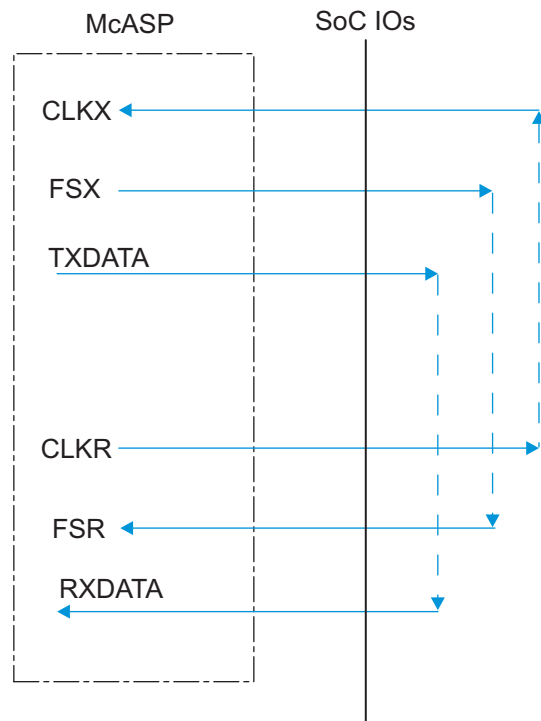 McASP
SoC IOs
CLKX
FSX
TXDATA
CLKR
FSR
RXDATA